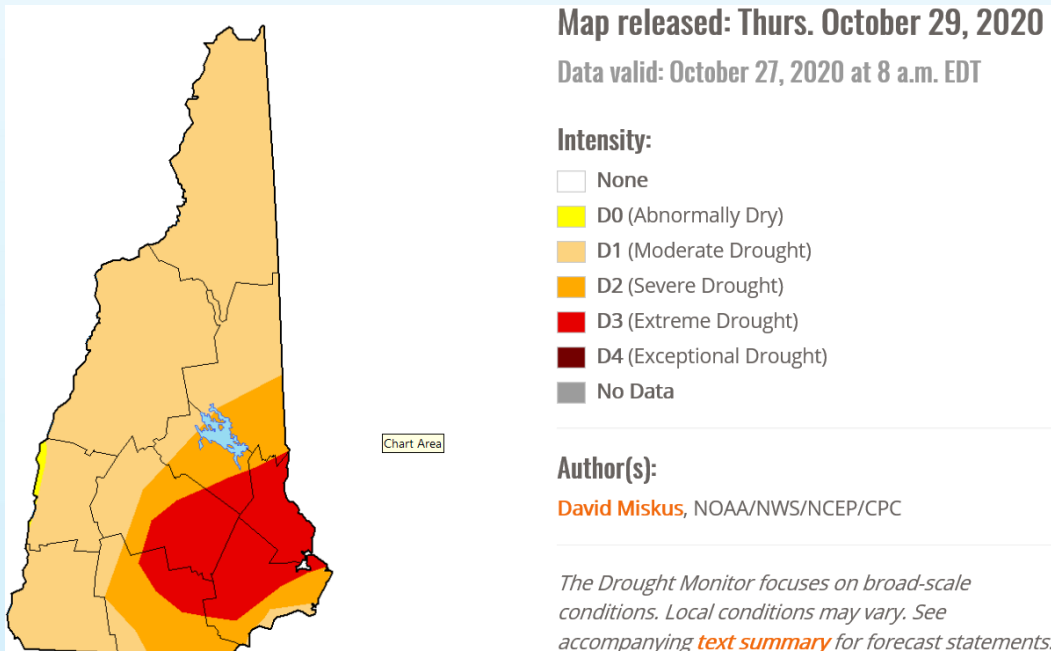 Map released: Thurs. October 29, 2020
Data valid: October 27, 2020 at 8 a.m. EDT
Intensity:
None
D0 (Abnormally Dry)
D1 (Moderate Drought)
D2 (Severe Drought)
D3 (Extreme Drought)
D4 (Exceptional Drought)
No Data
Chart Area
Author(s):
David Miskus, NOAA/NWS/NCEP/CPC
The Drought Monitor focuses on broad-scale
conditions. Local conditions may vary. See
accompanying text summary for forecast statements.